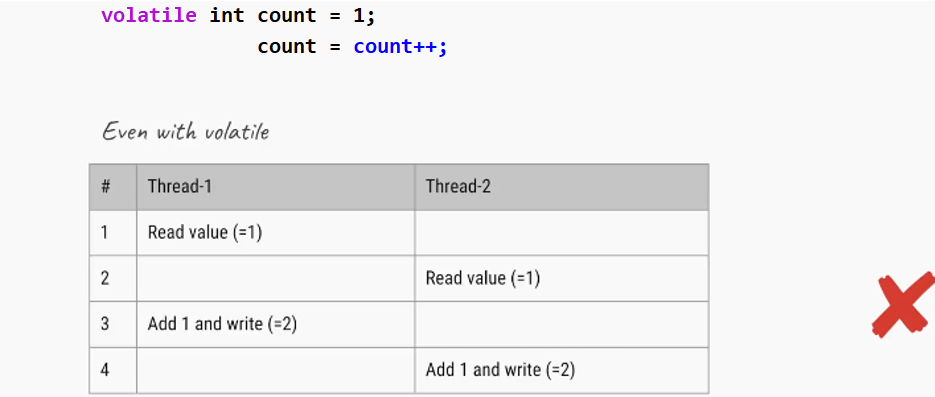 volatile int count = 1;
count = count++;
Even with volatile
# Thread-1 Thread-2
1 Read value (=1)
2 Read value (=1)
3 Add 1 and write (=2)
4 Add 1 and write (=2)